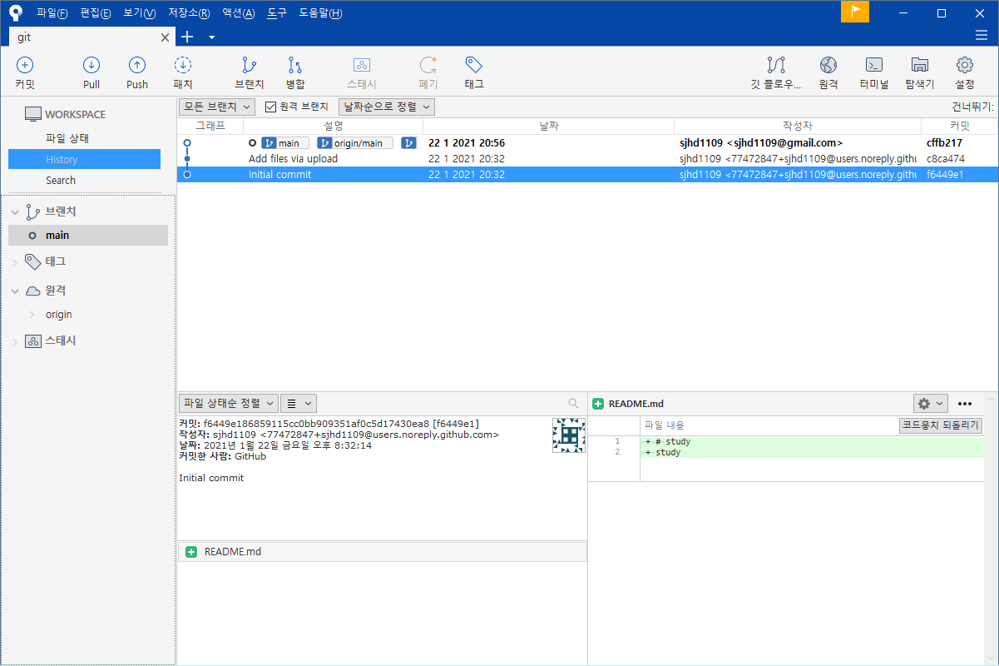 파일(F) 편집(E) 보기(V) 저장소(R) 액션(A) 도구 도움말(H)
git
커밋 Pull Push 패치 브랜치 병합 스태시 폐기 태그 깃 플로우... 원격 터미널 탐색기 설정
WORKSPACE
파일 상태
History
Search
브랜치
main
태그
원격
origin
스태시
모든 브랜치 원격 브랜치 날짜순으로 정렬 건너뛰기:
그래프 설명 날짜 작성자 커밋
main origin/main 22 1 2021 20:56 sjhd1109 <sjhd1109@gmail.com> cffb217
Add files via upload 22 1 2021 20:32 sjhd1109 <77472847+sjhd1109@users.noreply.githu c8ca474
Initial commit 22 1 2021 20:32 sjhd1109 <77472847+sjhd1109@users.noreply.githu f6449e1
파일 상태순 정렬
커밋: f6449e186859115cc0bb909351af0c5d17430ea8 [f6449e1]
작성자: sjhd1109 <77472847+sjhd1109@users.noreply.github.com>
날짜: 2021년 1월 22일 금요일 오후 8:32:14
커밋한 사람: GitHub
Initial commit
README.md
README.md
파일 내용 코드뭉치 되돌리기
1 + # study
2 + study